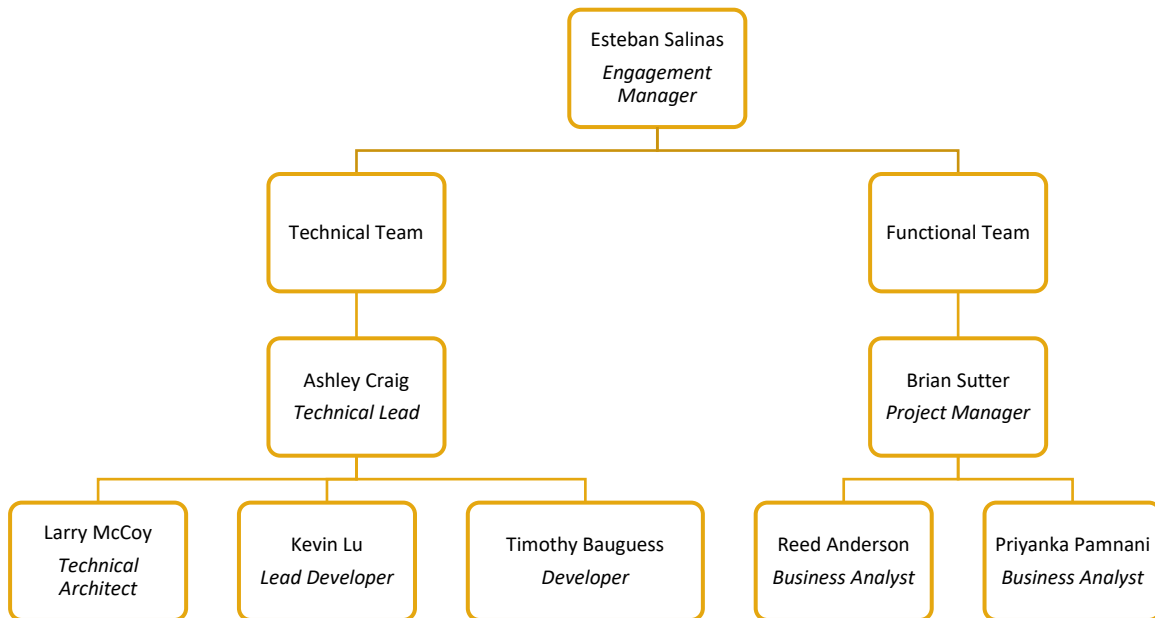 Esteban Salinas
Engagement
Manager
Technical Team
Functional Team
Ashley Craig
Technical Lead
Brian Sutter
Project Manager
Larry McCoy
Technical
Architect
Kevin Lu
Lead Developer
Timothy Bauguess
Developer
Reed Anderson
Business Analyst
Priyanka Pamnani
Business Analyst